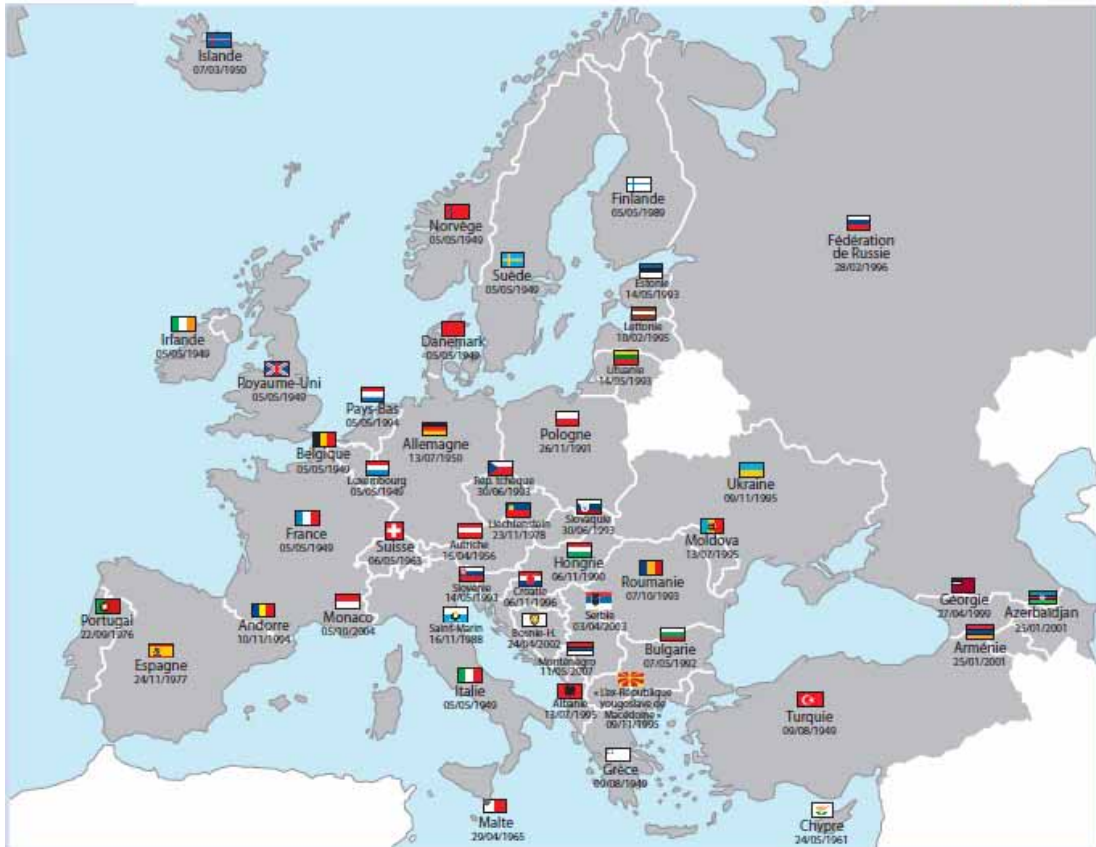 Islande
07/03/1950
Finlande
05/05/1989
Norvège
05/05/1949
Suède
05/05/1949
Fédération
de Russie
28/02/1996
Estonie
14/05/1993
Lettonie
10/02/1995
Lituanie
14/05/1993
Irlande
05/05/1949
Danemark
05/05/1949
Royaume-Uni
05/05/1949
Pays-Bas
05/05/1994
Allemagne
13/07/1950
Pologne
26/11/1991
Belgique
05/05/1949
Luxembourg
05/05/1949
Rép. tchèque
30/06/1993
Ukraine
09/11/1995
France
05/05/1949
Suisse
06/05/1963
Liechtenstein
23/11/1978
Slovaquie
30/06/1993
Autriche
16/04/1956
Moldova
13/07/1995
Hongrie
06/11/1990
Slovénie
14/05/1993
Croatie
06/11/1996
Roumanie
07/10/1993
Portugal
22/09/1976
Andorre
10/11/1994
Monaco
05/10/2004
Saint-Marin
16/11/1988
Bosnie-H.
24/04/2002
Serbie
03/04/2003
Géorgie
27/04/1999
Azerbaïdjan
25/01/2001
Arménie
25/01/2001
Espagne
24/11/1977
Bulgarie
07/05/1992
Monténégro
11/05/2007
Italie
05/05/1949
Albanie
13/07/1995
« L'ex-République
yougoslave de
Macédoine »
09/11/1995
Turquie
09/08/1949
Grèce
09/08/1949
Malte
29/04/1965
Chypre
24/05/1961